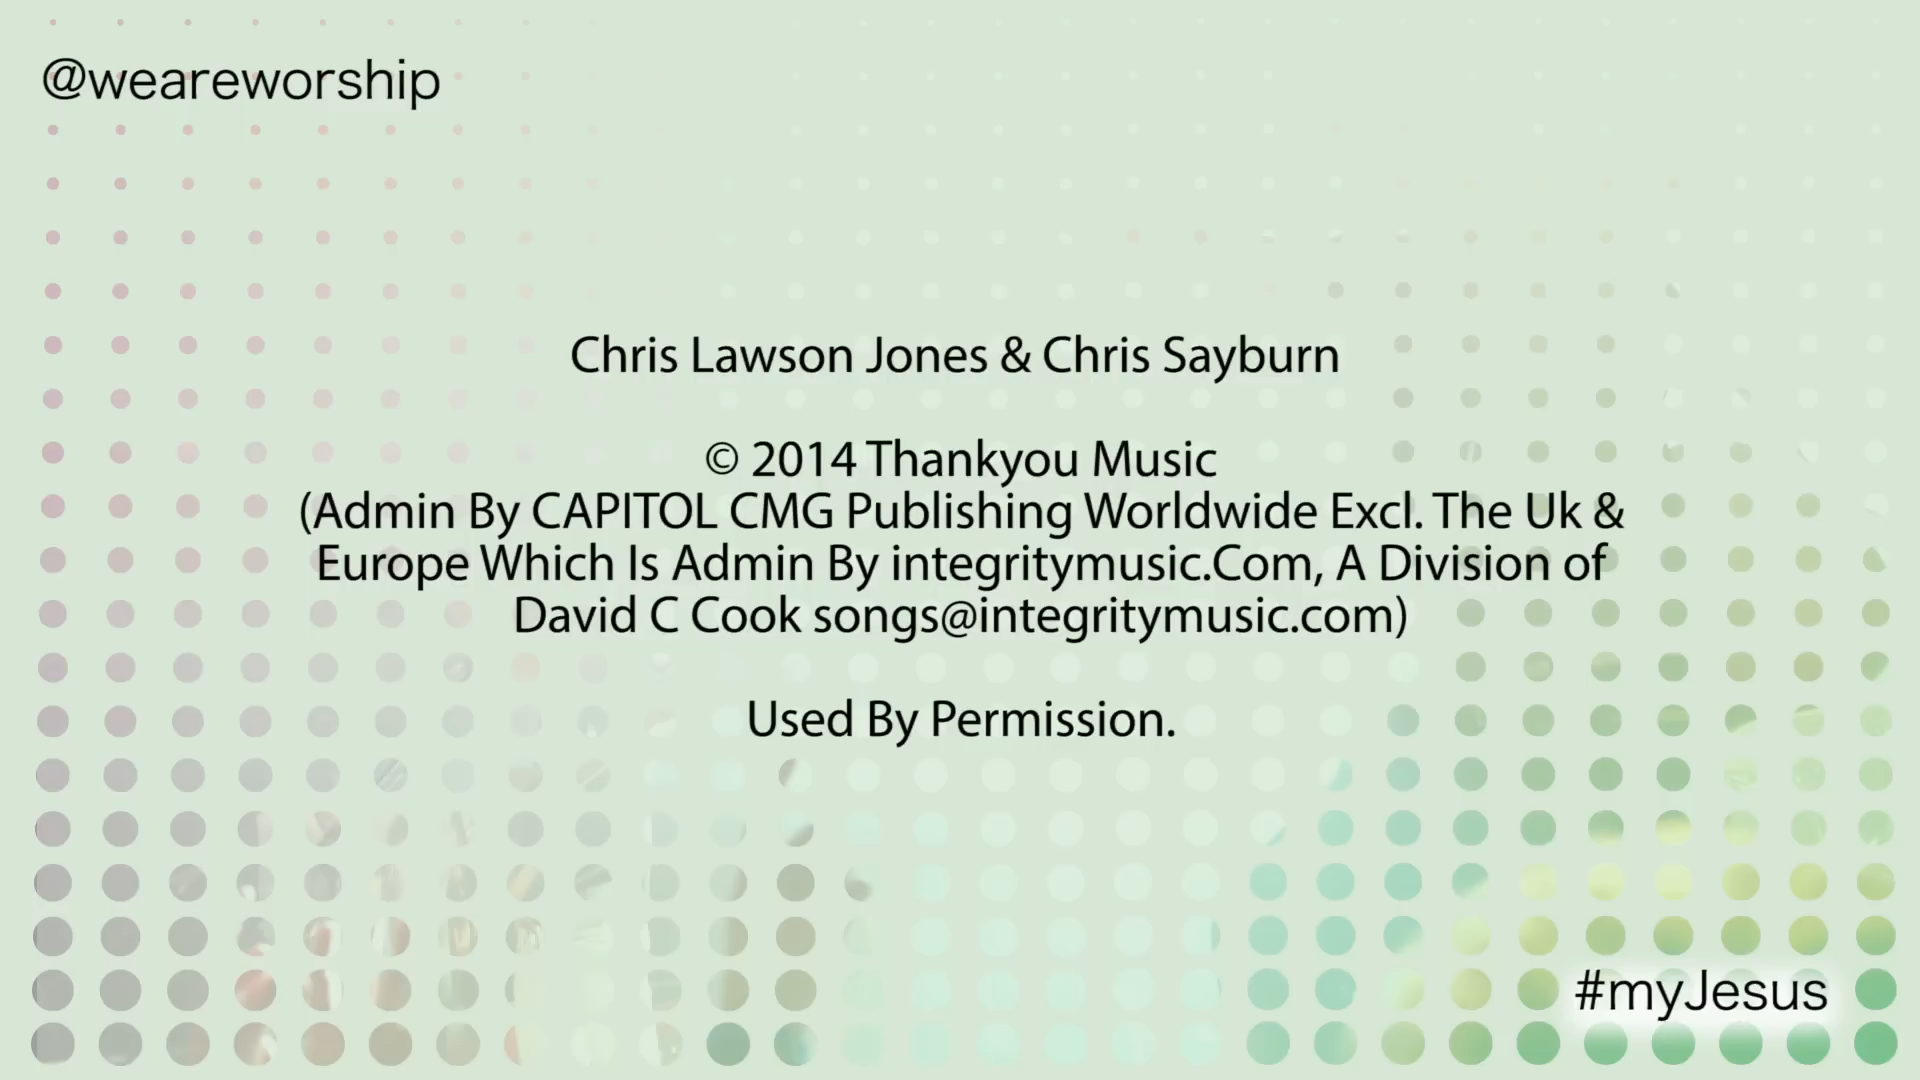 @weareworship
Chris Lawson Jones & Chris Sayburn
© 2014 Thankyou Music
(Admin By CAPITOL CMG Publishing Worldwide Excl. The Uk &
Europe Which Is Admin By integritymusic.Com, A Division of
David C Cook songs@integritymusic.com)
Used By Permission.
#myJesus